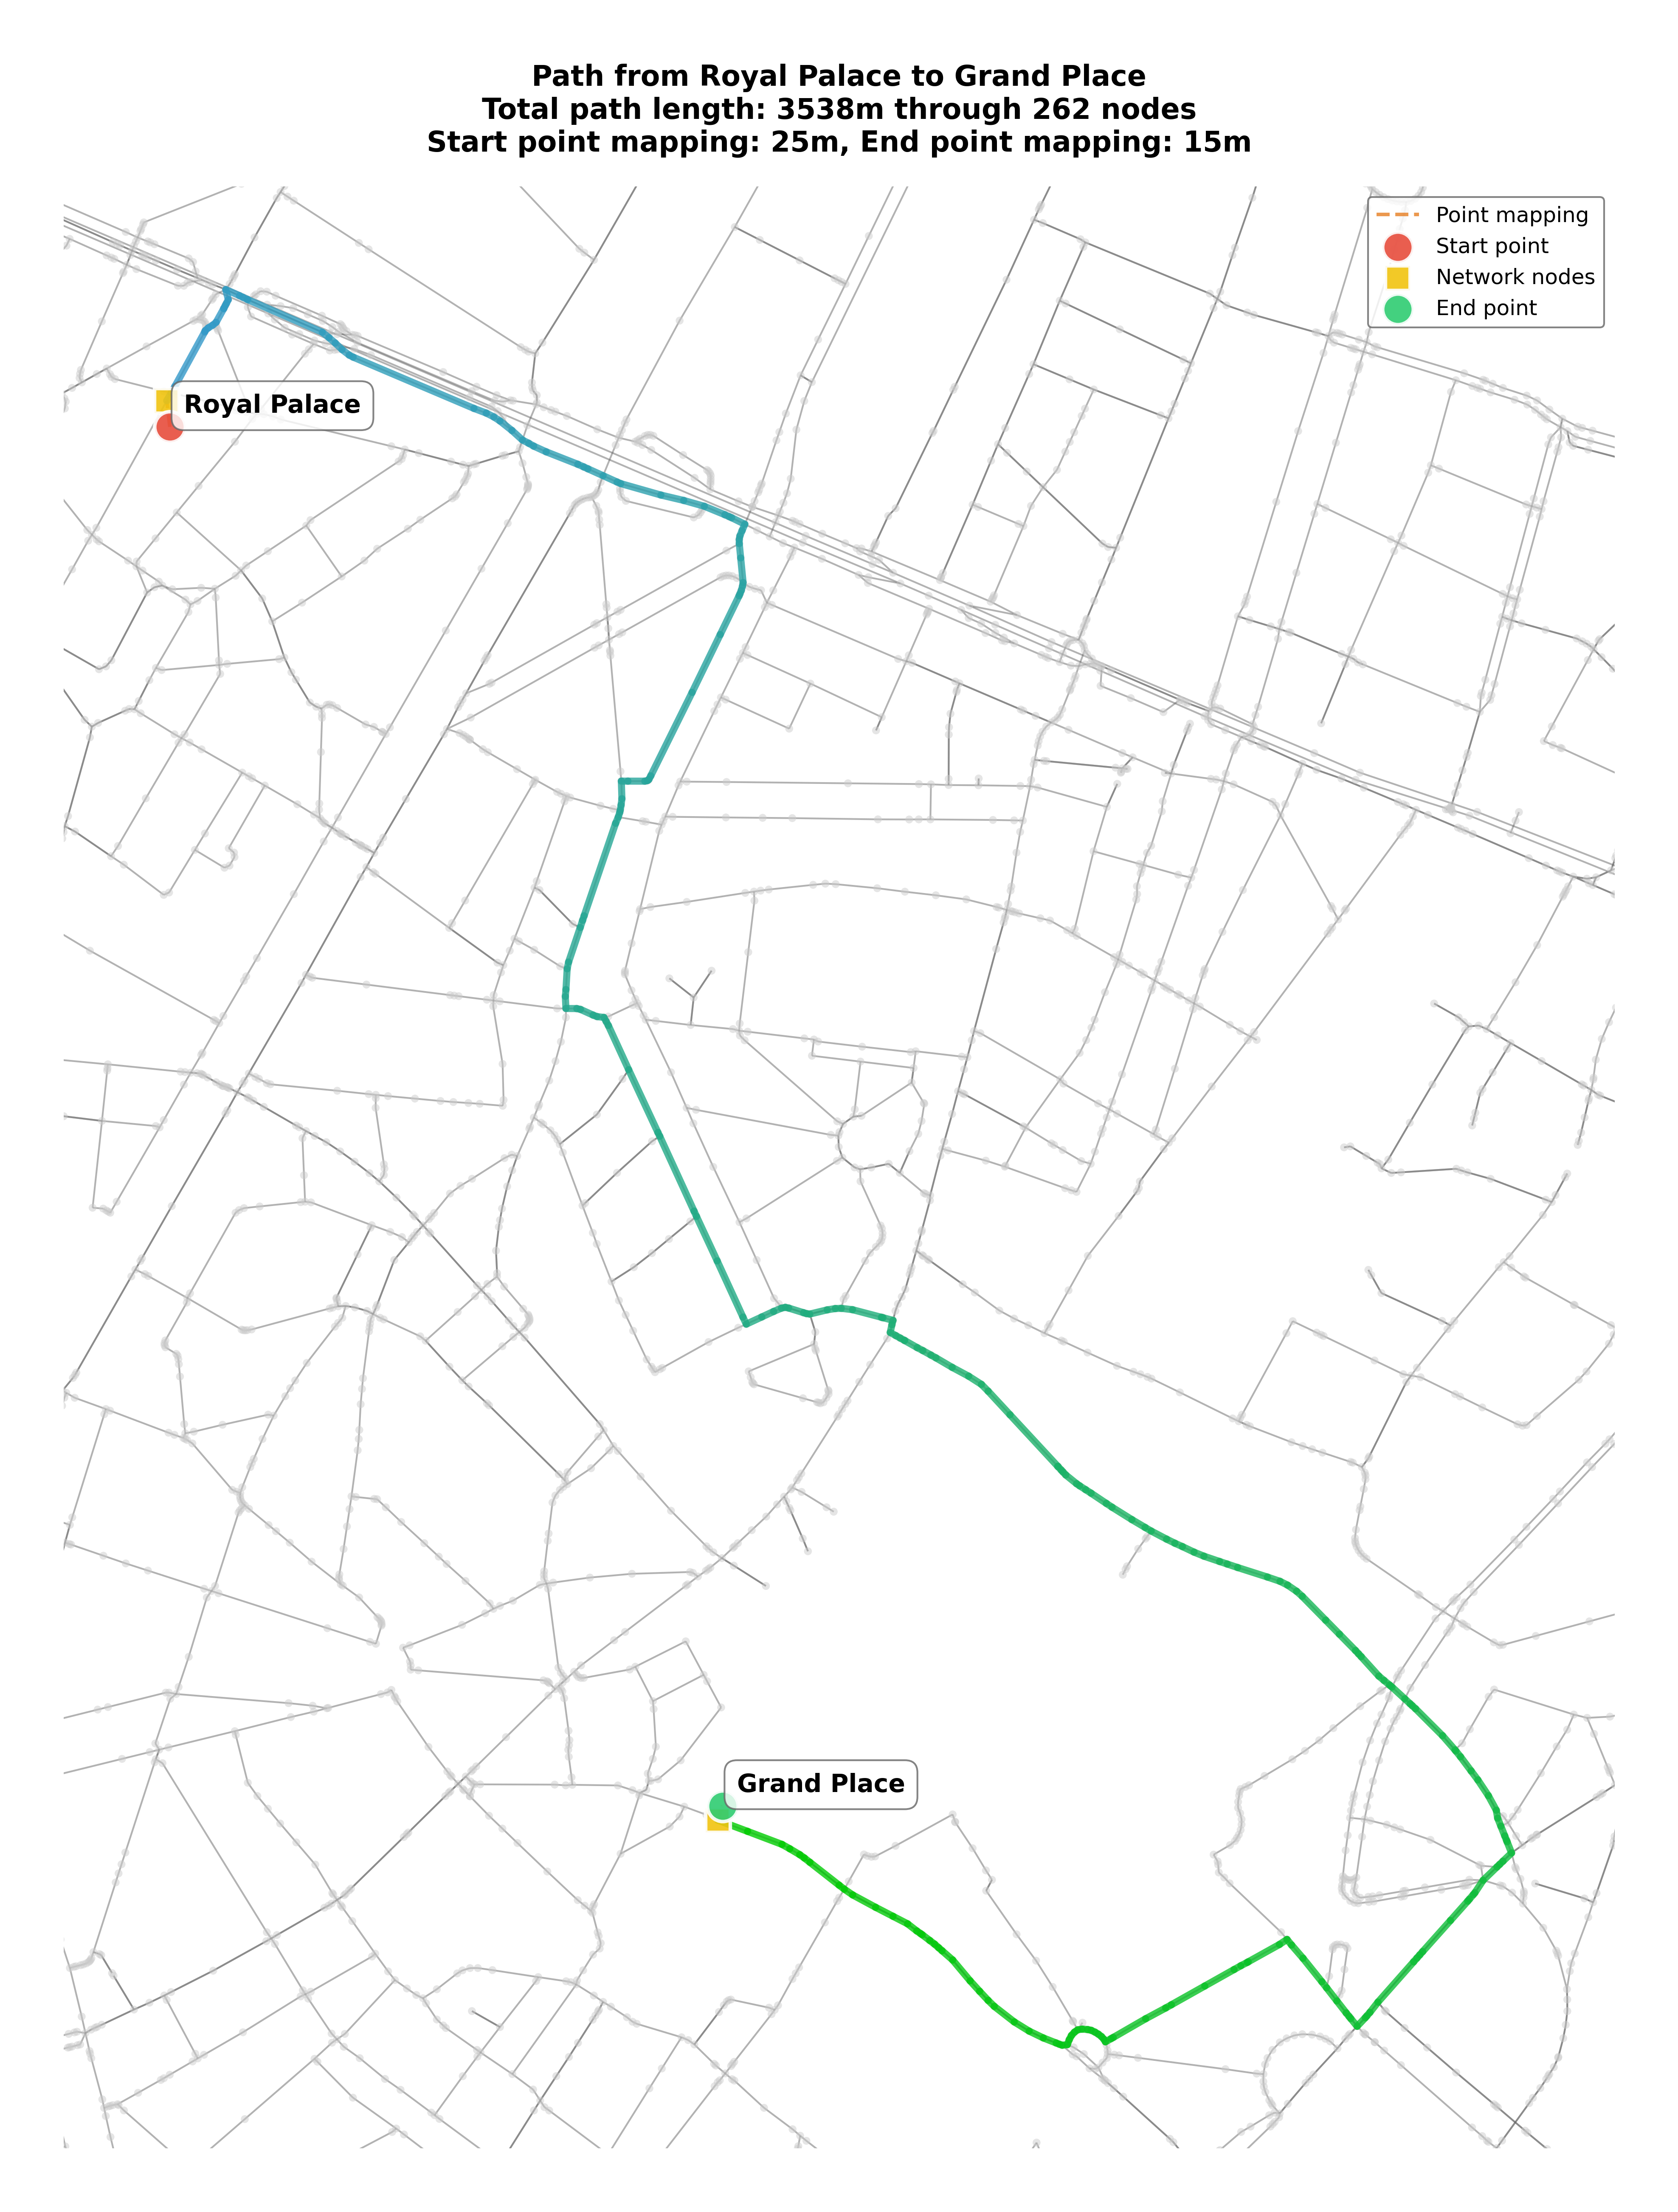 Path from Royal Palace to Grand Place
Total path length: 3538m through 262 nodes
Start point mapping: 25m, End point mapping: 15m
Point mapping
Start point
Network nodes
End point
Royal Palace
Grand Place